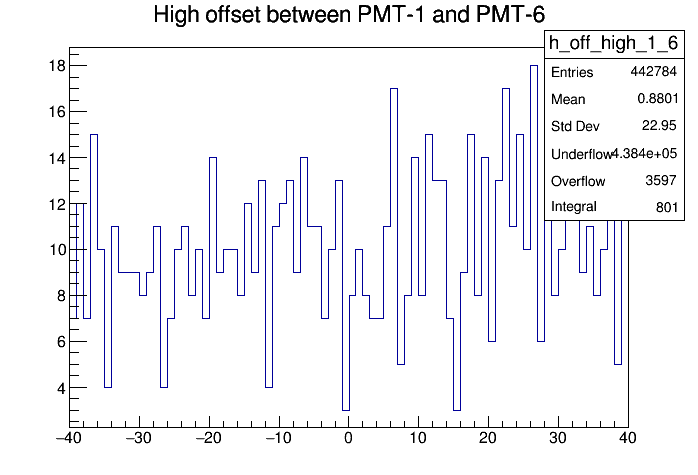 High offset between PMT-1 and PMT-6
h_off_high_1_6
Entries 442784
Mean 0.8801
Std Dev 22.95
Underflow 4.384e+05
Overflow 3597
Integral 801
18
16
14
12
10
8
6
4
−40 −30 −20 −10 0 10 20 30 40